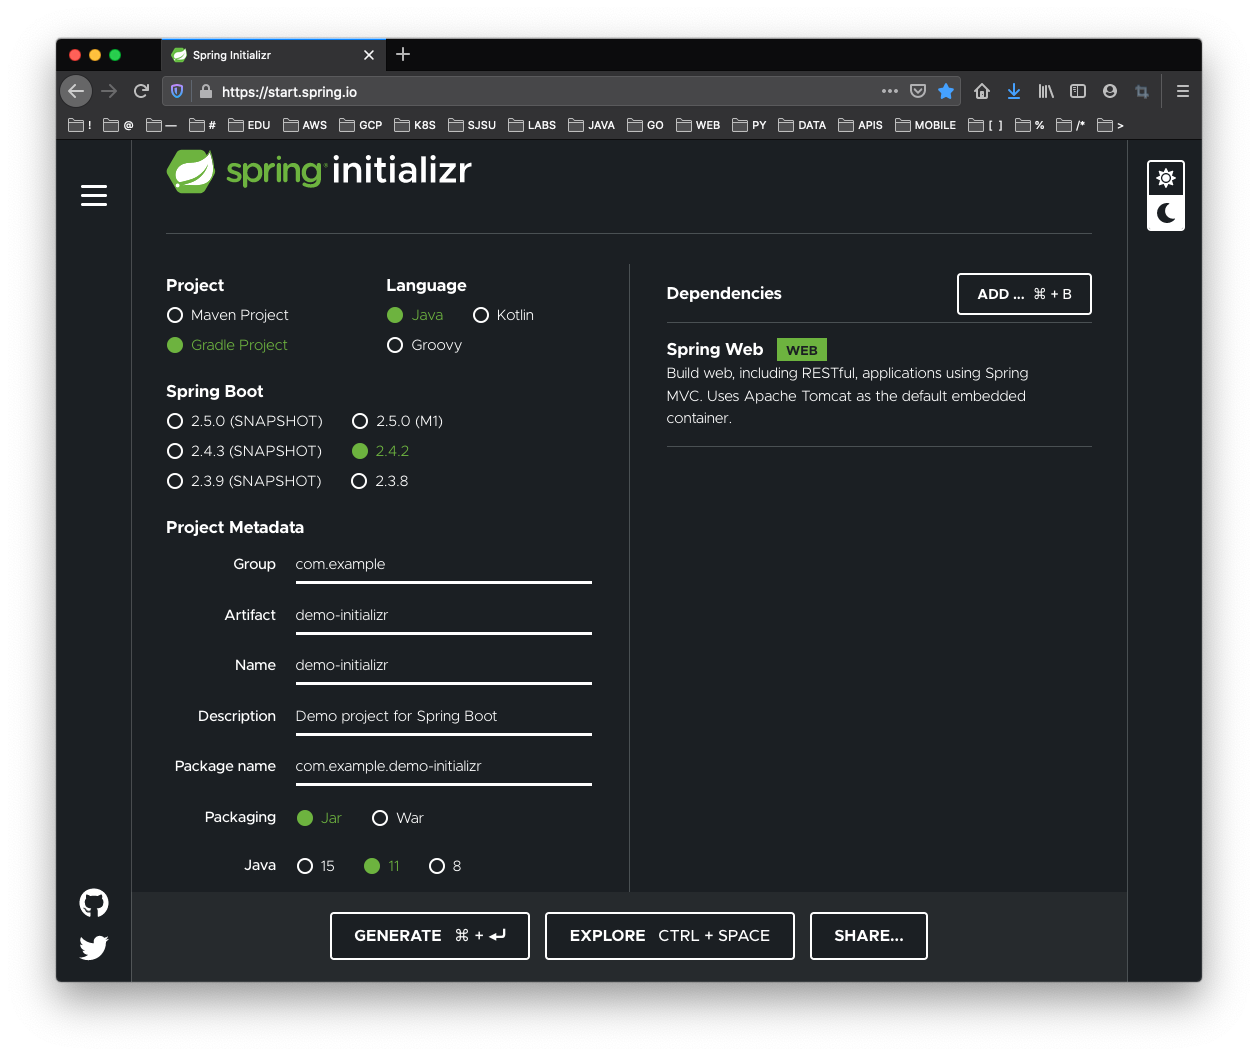 Spring Initializr
https://start.spring.io
! @ — # EDU AWS GCP K8S SJSU LABS JAVA GO WEB PY DATA APIS MOBILE [ ] % /* >
spring initializr
Project
Maven Project
Gradle Project
Language
Java Kotlin
Groovy
Spring Boot
2.5.0 (SNAPSHOT) 2.5.0 (M1)
2.4.3 (SNAPSHOT) 2.4.2
2.3.9 (SNAPSHOT) 2.3.8
Project Metadata
Group com.example
Artifact demo-initializr
Name demo-initializr
Description Demo project for Spring Boot
Package name com.example.demo-initializr
Packaging Jar War
Java 15 11 8
Dependencies ADD ... ⌘ + B
Spring Web WEB
Build web, including RESTful, applications using Spring
MVC. Uses Apache Tomcat as the default embedded
container.
GENERATE ⌘ + ⏎ EXPLORE CTRL + SPACE SHARE...